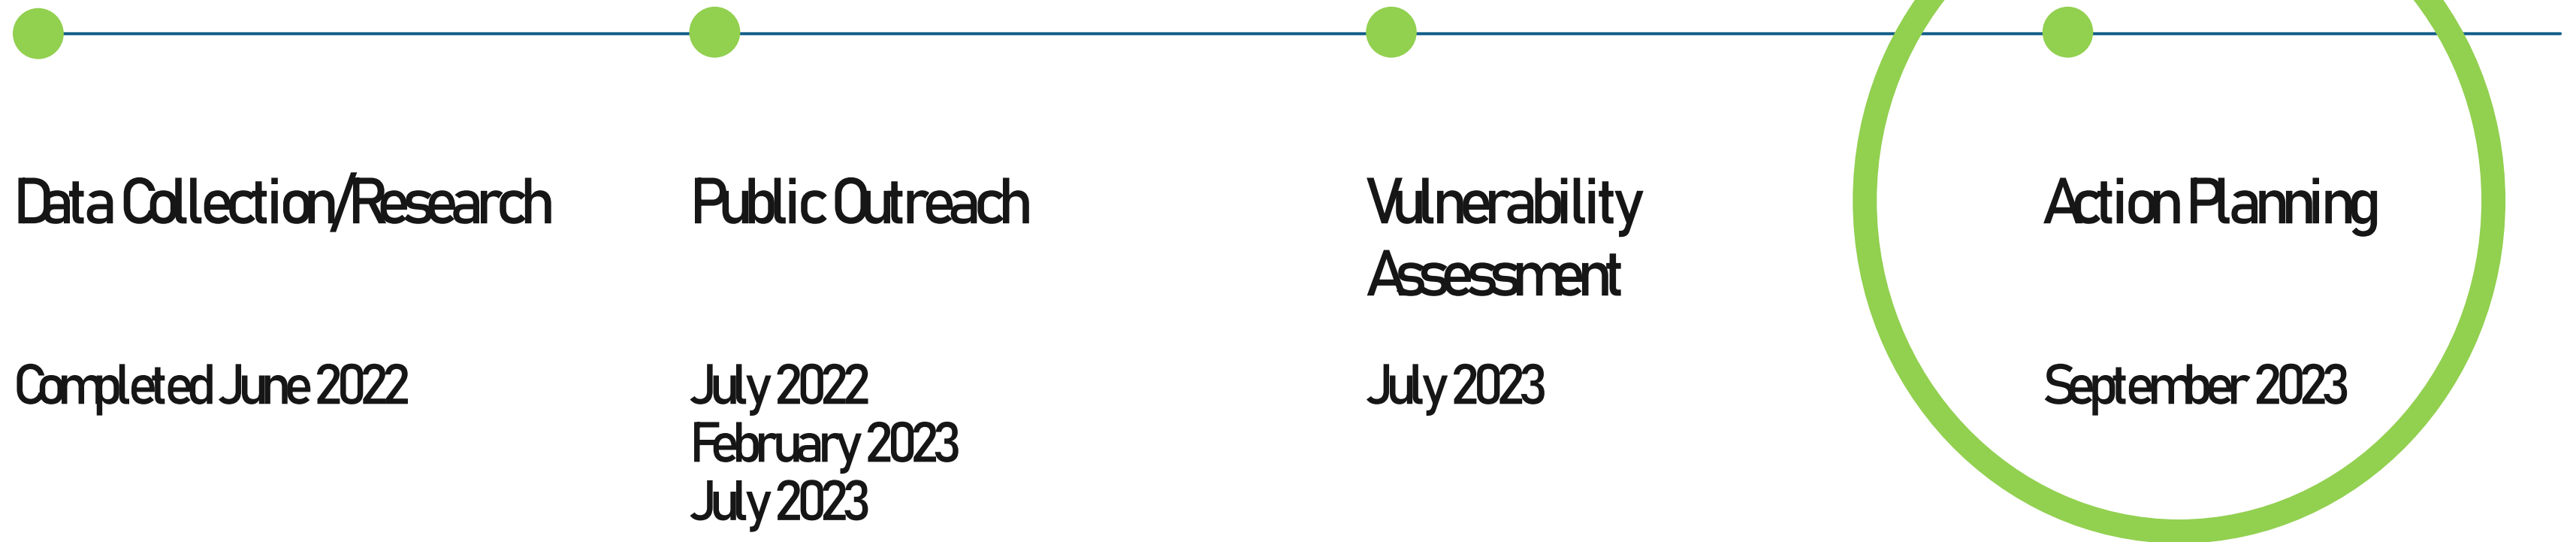 Data Collection/Research
Completed June 2022
Public Outreach
July 2022
February 2023
July 2023
Vulnerability
Assessment
July 2023
Action Planning
September 2023